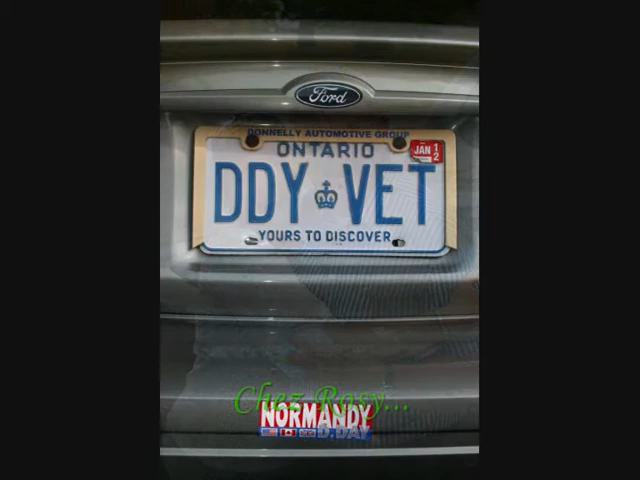 Ford
DONNELLY AUTOMOTIVE GROUP
ONTARIO
JAN 12
DDY VET
YOURS TO DISCOVER
Chez Rosy...
NORMANDY
D.DAY